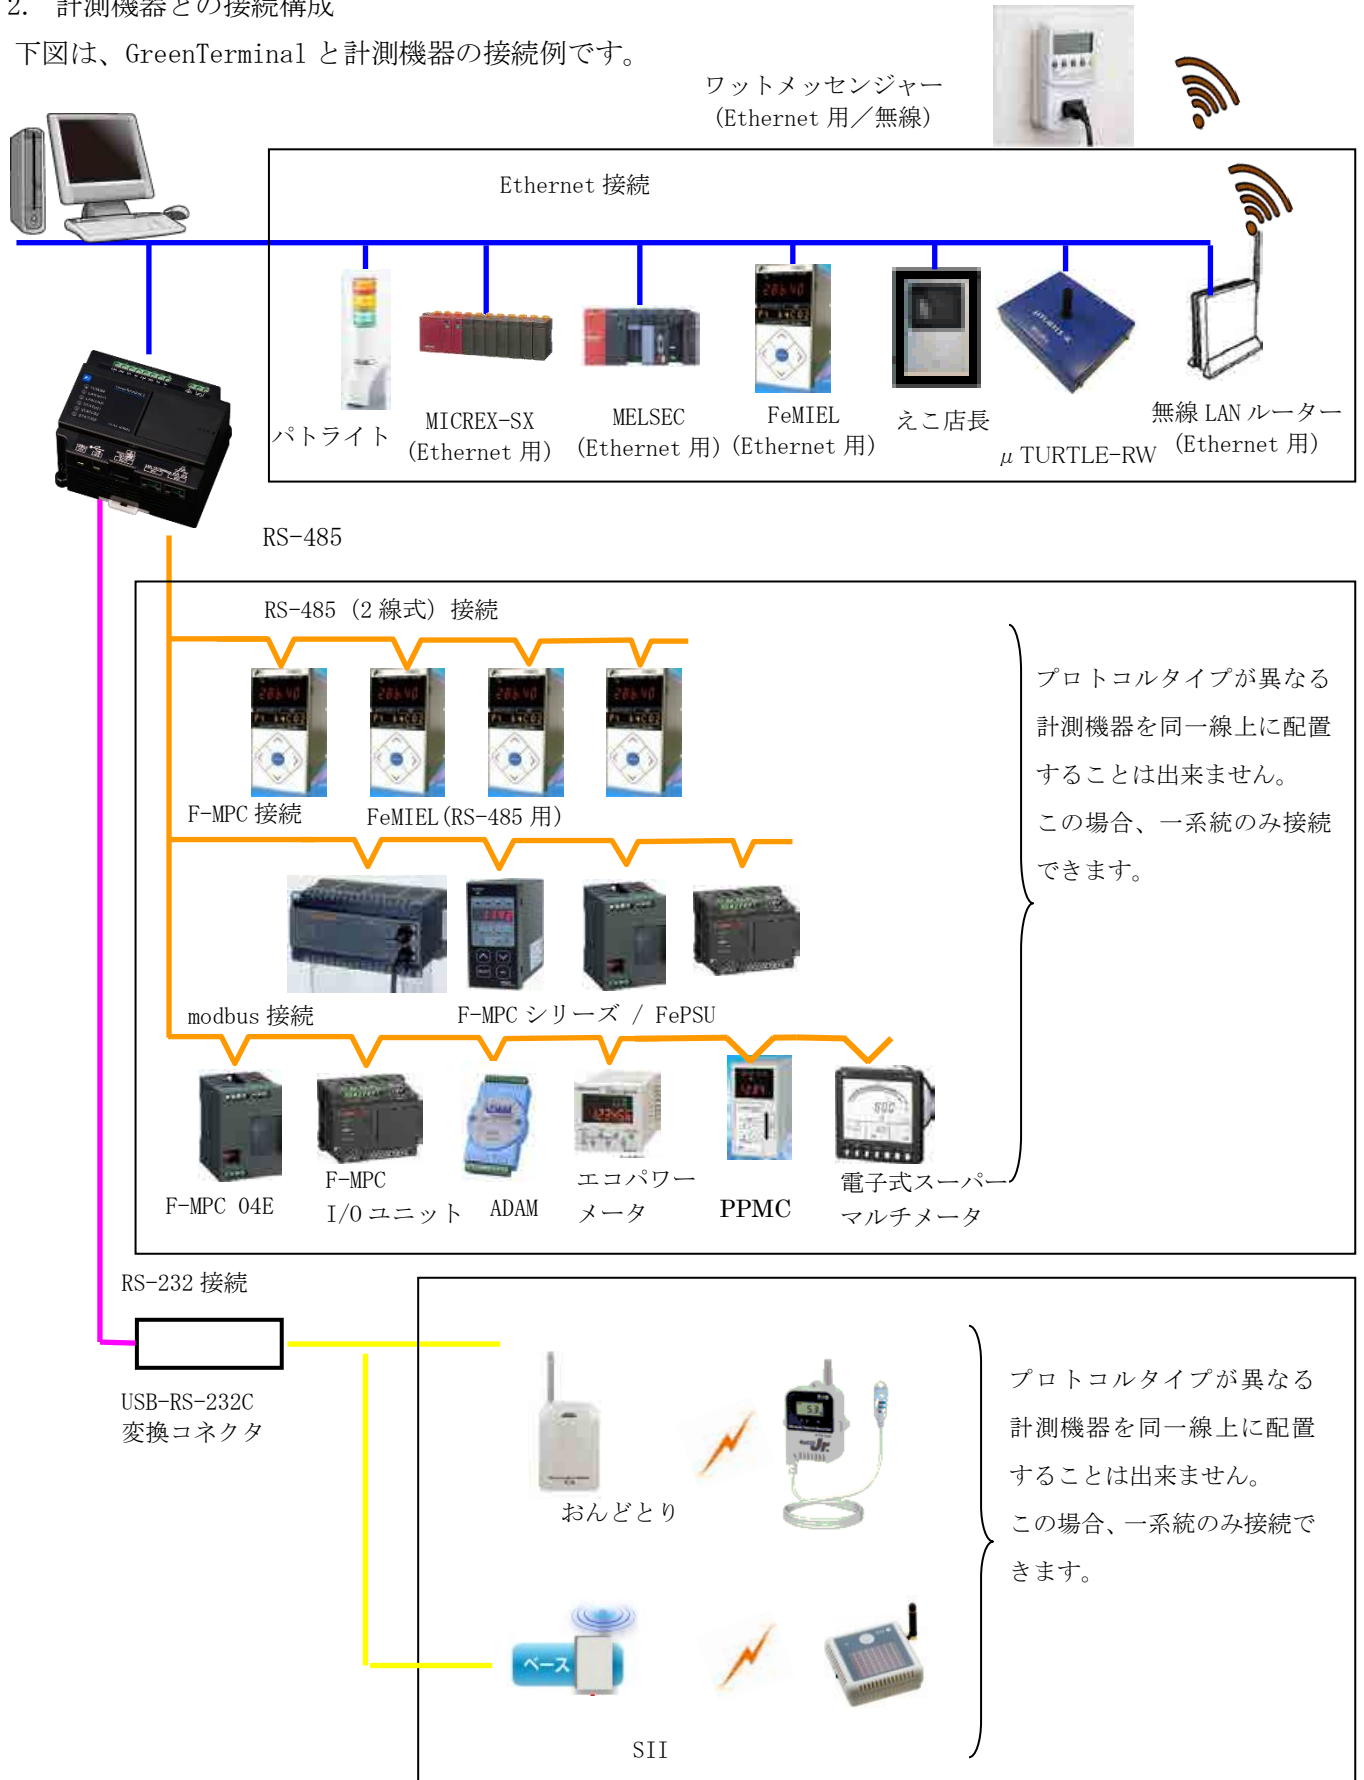 2. 計測機器との接続構成
下図は、GreenTerminal と計測機器の接続例です。
ワットメッセンジャー
(Ethernet 用／無線)
Ethernet 接続
パトライト
MICREX-SX
(Ethernet 用)
MELSEC
(Ethernet 用)
FeMIEL
(Ethernet 用)
えこ店長
μTURTLE-RW
無線 LAN ルーター
(Ethernet 用)
RS-485
RS-485（2 線式）接続
F-MPC 接続
FeMIEL(RS-485 用)
modbus 接続
F-MPC シリーズ / FePSU
F-MPC 04E
F-MPC
I/O ユニット
ADAM
エコパワー
メータ
PPMC
電子式スーパー
マルチメータ
プロトコルタイプが異なる
計測機器を同一線上に配置
することは出来ません。
この場合、一系統のみ接続
できます。
RS-232 接続
USB-RS-232C
変換コネクタ
おんどとり
ベース
SII
プロトコルタイプが異なる
計測機器を同一線上に配置
することは出来ません。
この場合、一系統のみ接続で
きます。